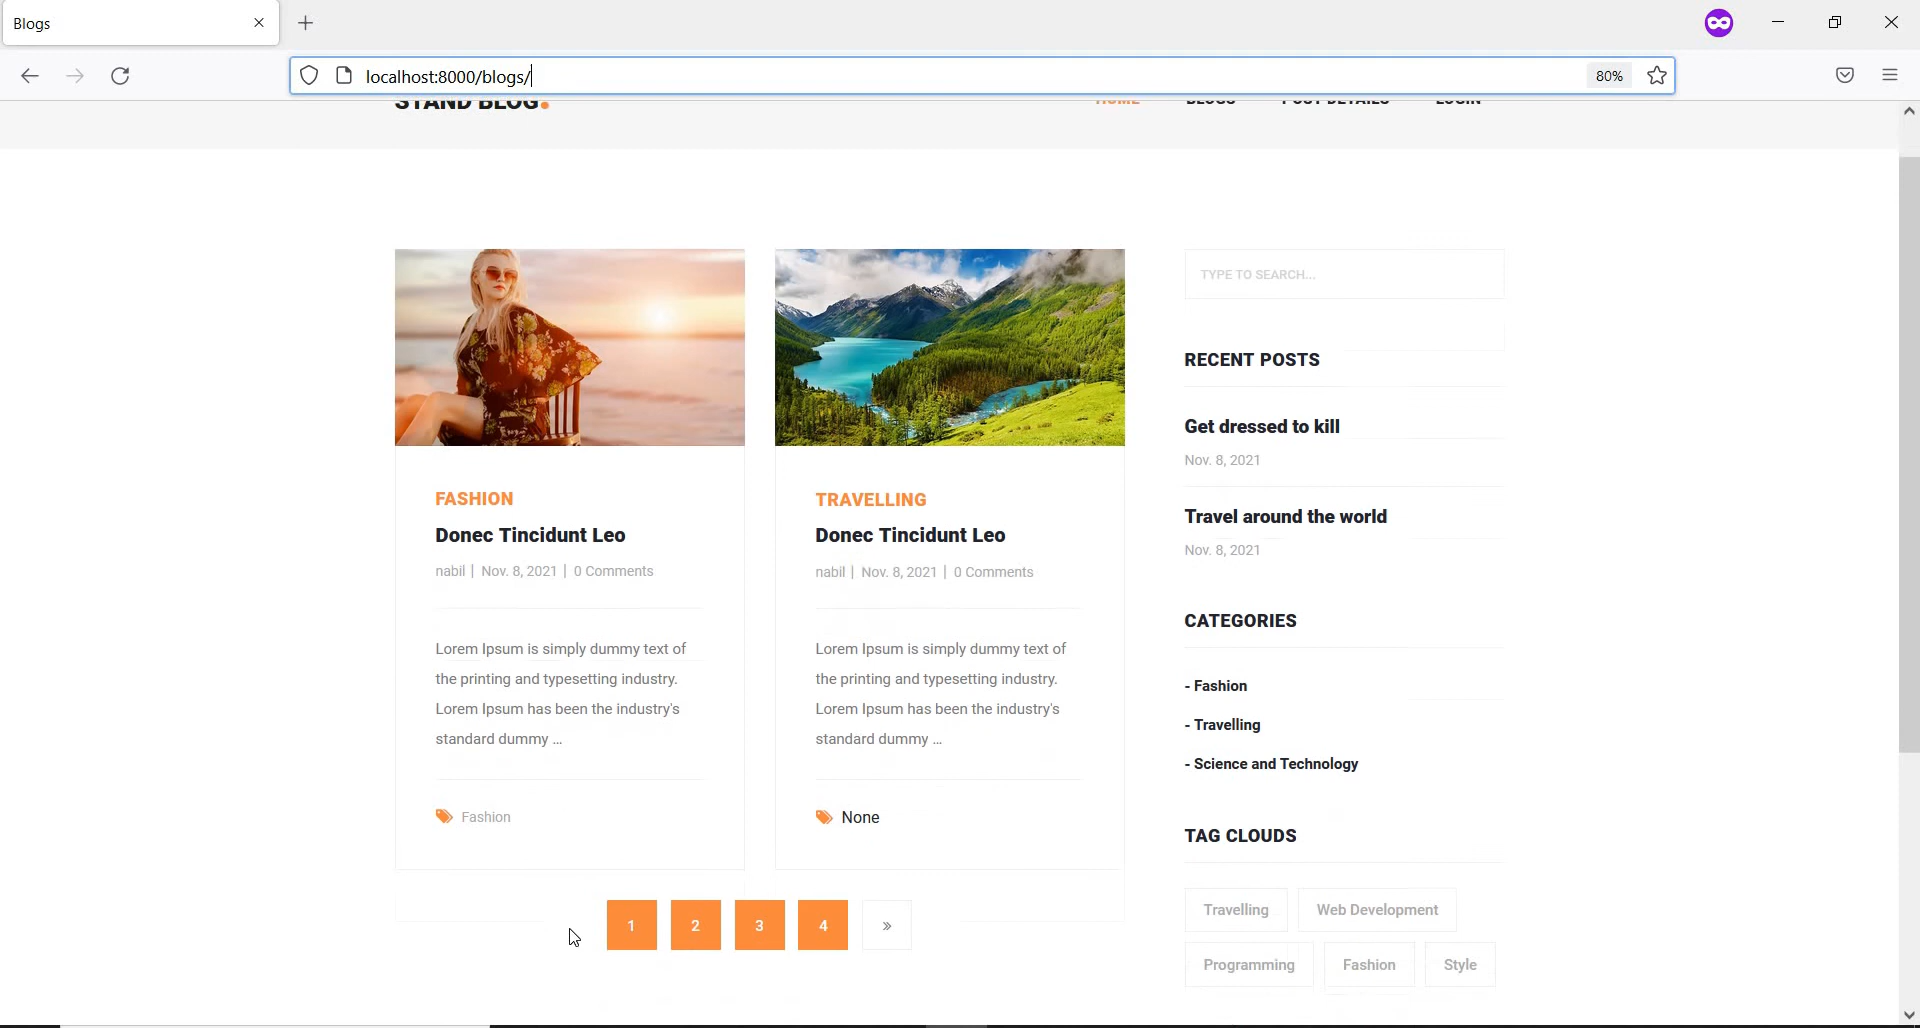 Blogs
localhost:8000/blogs/
80%
STAND BLOG.
HOME BLOGS POST DETAILS LOGIN
FASHION
Donec Tincidunt Leo
nabil | Nov. 8, 2021 | 0 Comments
Lorem Ipsum is simply dummy text of
the printing and typesetting industry.
Lorem Ipsum has been the industry's
standard dummy ...
Fashion
TRAVELLING
Donec Tincidunt Leo
nabil | Nov. 8, 2021 | 0 Comments
Lorem Ipsum is simply dummy text of
the printing and typesetting industry.
Lorem Ipsum has been the industry's
standard dummy ...
None
1 2 3 4 »
TYPE TO SEARCH...
RECENT POSTS
Get dressed to kill
Nov. 8, 2021
Travel around the world
Nov. 8, 2021
CATEGORIES
- Fashion
- Travelling
- Science and Technology
TAG CLOUDS
Travelling Web Development
Programming Fashion Style